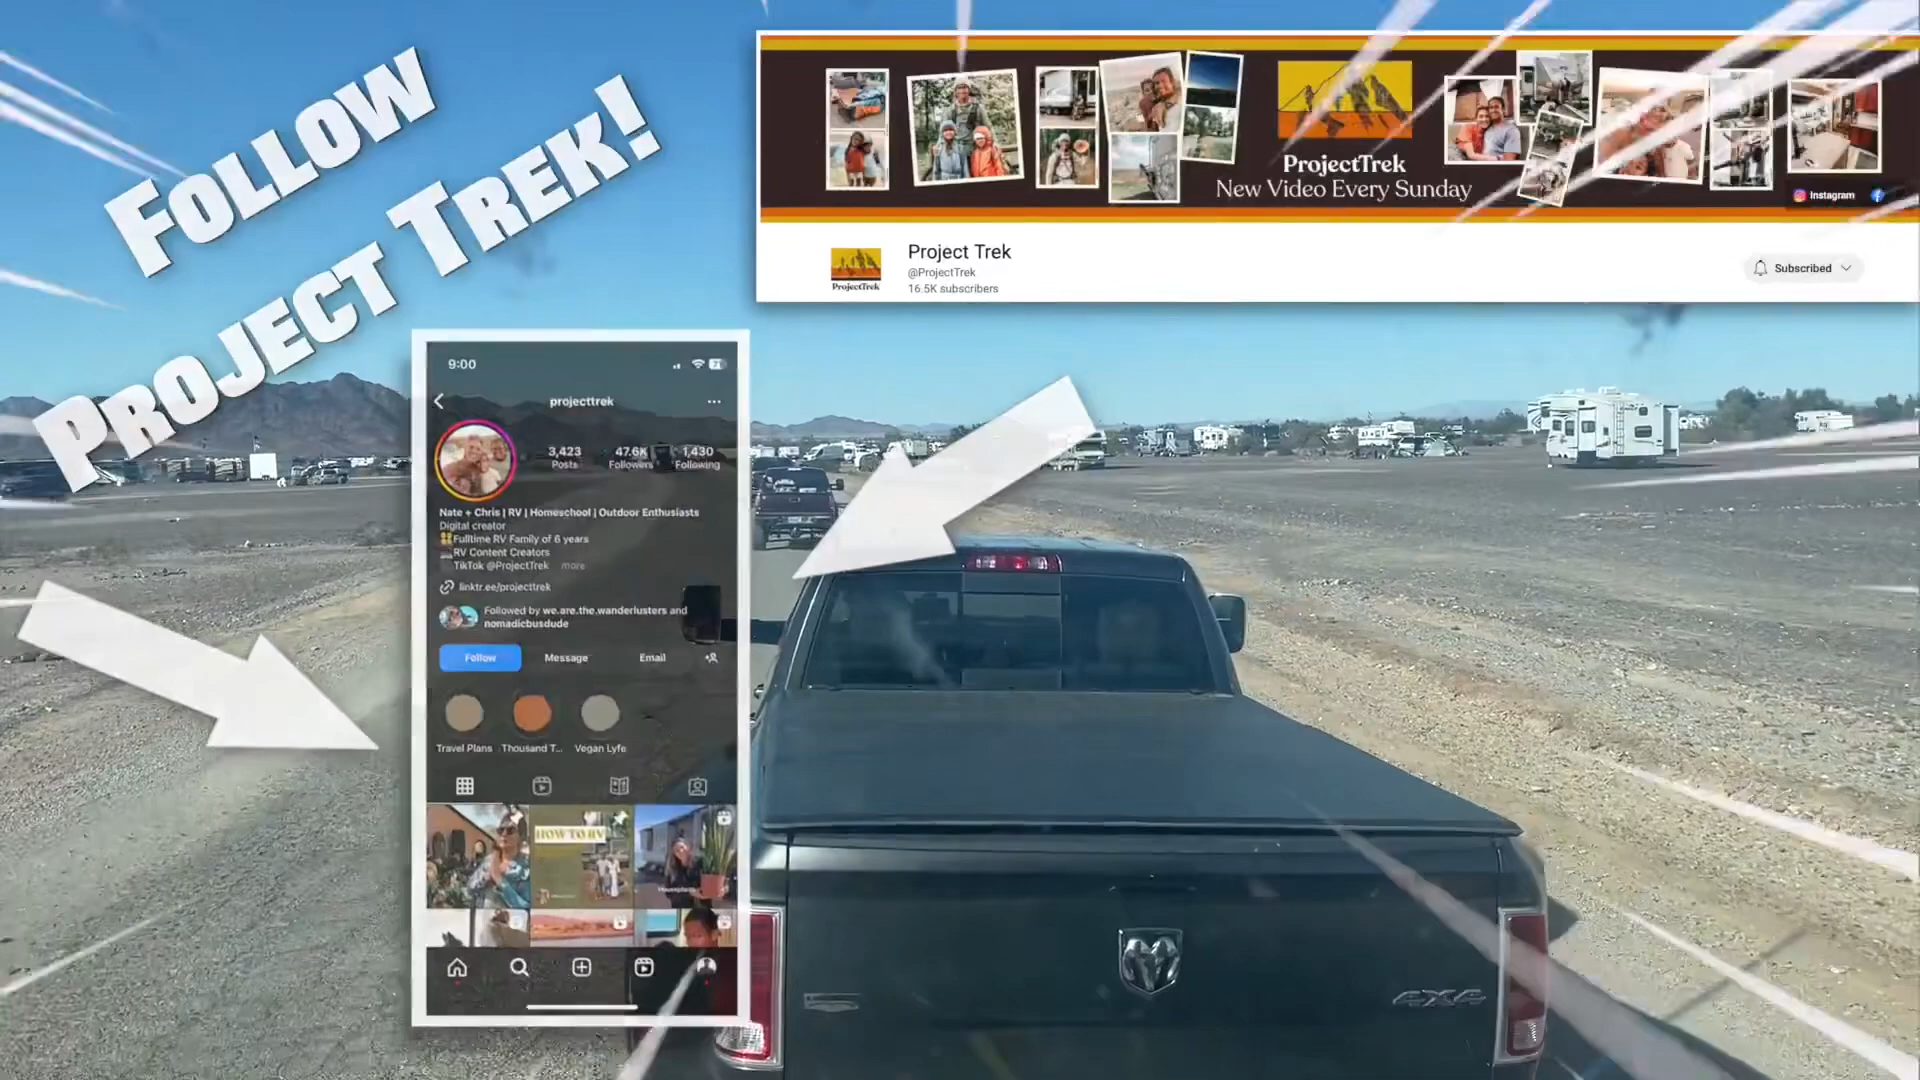 FOLLOW
PROJECT TREK!
ProjectTrek
New Video Every Sunday
Instagram
Project Trek
@ProjectTrek
16.5K subscribers
ProjectTrek
Subscribed
9:00
projecttrek
3,423 47.6K 1,430
Posts Followers Following
Nate + Chris | RV | Homeschool | Outdoor Enthusiasts
Digital creator
Fulltime RV Family of 6 years
RV Content Creators
TikTok @ProjectTrek more
linktr.ee/projecttrek
Followed by we.are.the.wanderlusters and
nomadicbusdude
Follow Message Email
Travel Plans Thousand T... Vegan Lyfe
HOW TO RV
4X4